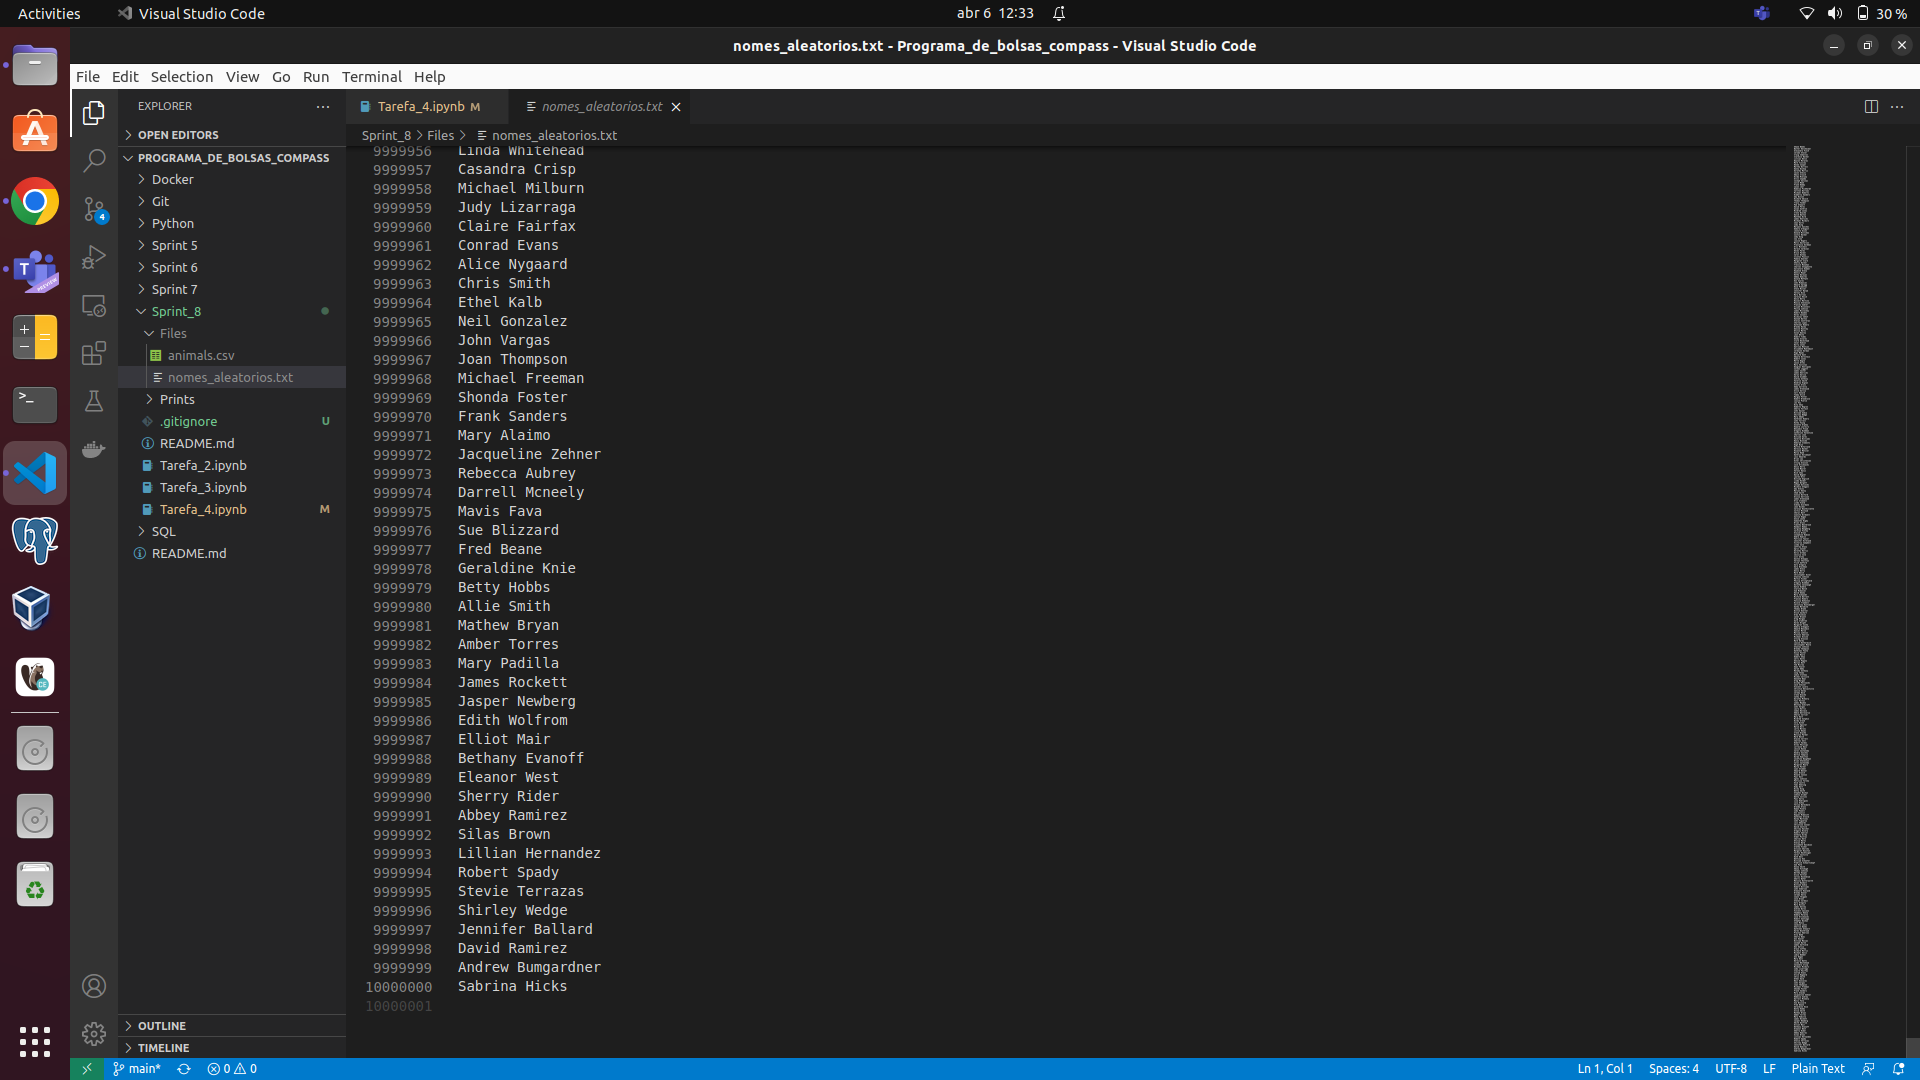 Activities
Visual Studio Code
abr 6 12:33
30 %
nomes_aleatorios.txt - Programa_de_bolsas_compass - Visual Studio Code
File Edit Selection View Go Run Terminal Help
EXPLORER
OPEN EDITORS
PROGRAMA_DE_BOLSAS_COMPASS
Docker
Git
Python
Sprint 5
Sprint 6
Sprint 7
Sprint_8
Files
animals.csv
nomes_aleatorios.txt
Prints
.gitignore U
README.md
Tarefa_2.ipynb
Tarefa_3.ipynb
Tarefa_4.ipynb M
SQL
README.md
OUTLINE
TIMELINE
4
Tarefa_4.ipynb M
nomes_aleatorios.txt
Sprint_8 > Files > nomes_aleatorios.txt
9999956 Linda Whitehead
9999957 Casandra Crisp
9999958 Michael Milburn
9999959 Judy Lizarraga
9999960 Claire Fairfax
9999961 Conrad Evans
9999962 Alice Nygaard
9999963 Chris Smith
9999964 Ethel Kalb
9999965 Neil Gonzalez
9999966 John Vargas
9999967 Joan Thompson
9999968 Michael Freeman
9999969 Shonda Foster
9999970 Frank Sanders
9999971 Mary Alaimo
9999972 Jacqueline Zehner
9999973 Rebecca Aubrey
9999974 Darrell Mcneely
9999975 Mavis Fava
9999976 Sue Blizzard
9999977 Fred Beane
9999978 Geraldine Knie
9999979 Betty Hobbs
9999980 Allie Smith
9999981 Mathew Bryan
9999982 Amber Torres
9999983 Mary Padilla
9999984 James Rockett
9999985 Jasper Newberg
9999986 Edith Wolfrom
9999987 Elliot Mair
9999988 Bethany Evanoff
9999989 Eleanor West
9999990 Sherry Rider
9999991 Abbey Ramirez
9999992 Silas Brown
9999993 Lillian Hernandez
9999994 Robert Spady
9999995 Stevie Terrazas
9999996 Shirley Wedge
9999997 Jennifer Ballard
9999998 David Ramirez
9999999 Andrew Bumgardner
10000000 Sabrina Hicks
10000001
main* 0 0
Ln 1, Col 1 Spaces: 4 UTF-8 LF Plain Text